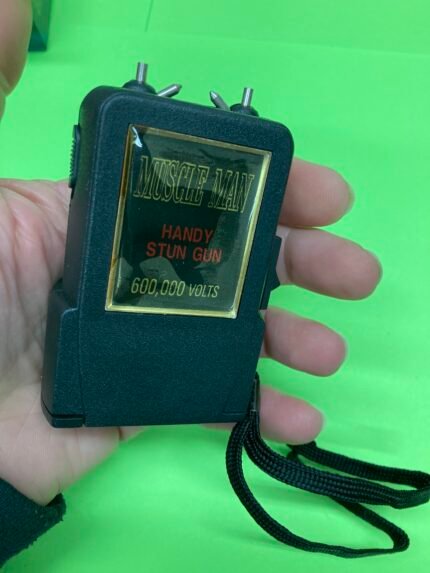 MUSCLE MAN
HANDY
STUN GUN
600,000 VOLTS